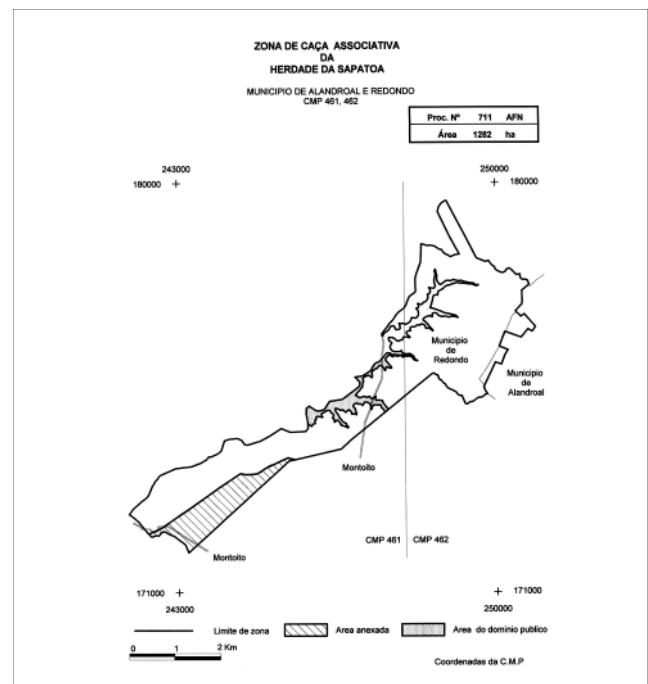 ZONA DE CAÇA ASSOCIATIVA
DA
HERDADE DA SAPATOA
MUNICIPIO DE ALANDROAL E REDONDO
CMP 461, 462
Proc. Nº 711 AFN
Área 1282 ha
243000
180000
250000
180000
Municipio
de
Redondo
Municipio
de
Alandroal
Montoito
CMP 461
CMP 462
Montoito
171000
243000
171000
250000
Limite de zona
Area anexada
Area do dominio publico
0 1 2 Km
Coordenadas da C.M.P